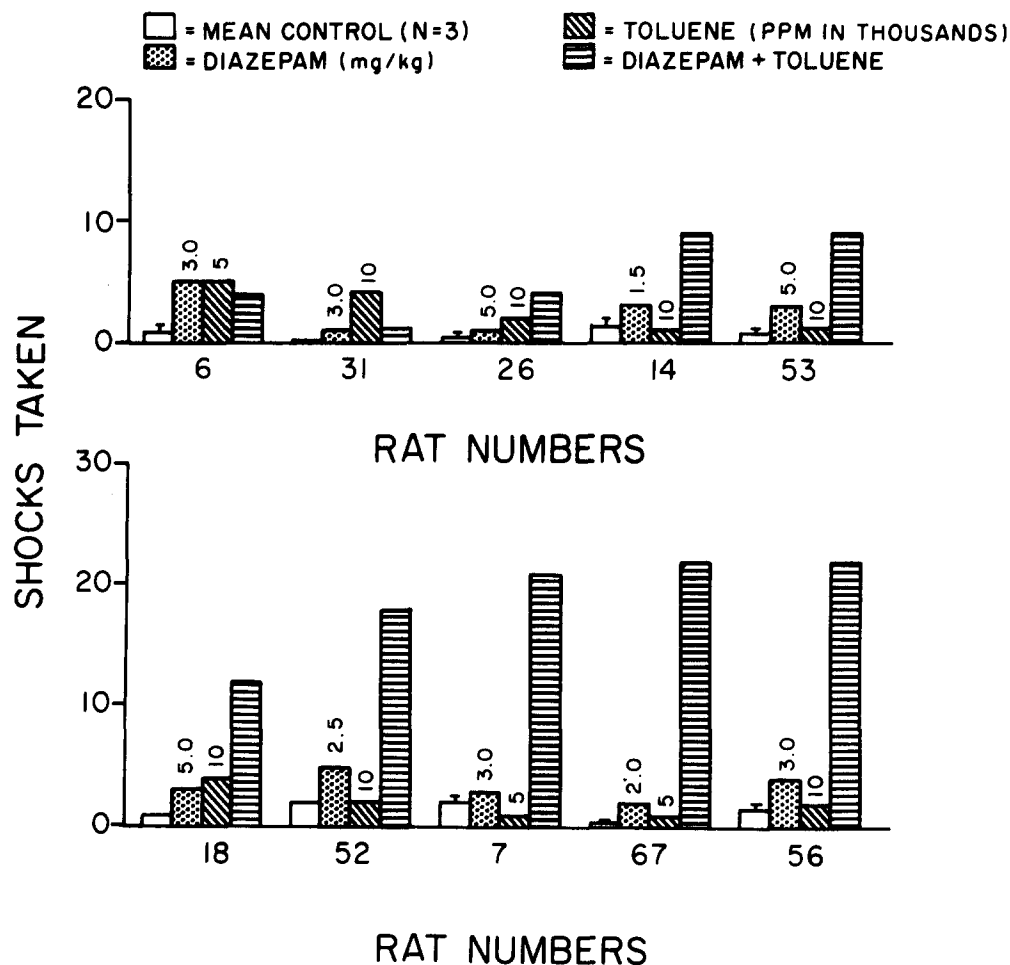 = MEAN CONTROL (N=3)
= DIAZEPAM (mg/kg)
= TOLUENE (PPM IN THOUSANDS)
= DIAZEPAM + TOLUENE
SHOCKS TAKEN
20
10
0
3.0 5 3.0 10 5.0 10 1.5 10 5.0 10
6 31 26 14 53
RAT NUMBERS
30
20
10
0
5.0 10 2.5 10 3.0 5 2.0 5 3.0 10
18 52 7 67 56
RAT NUMBERS